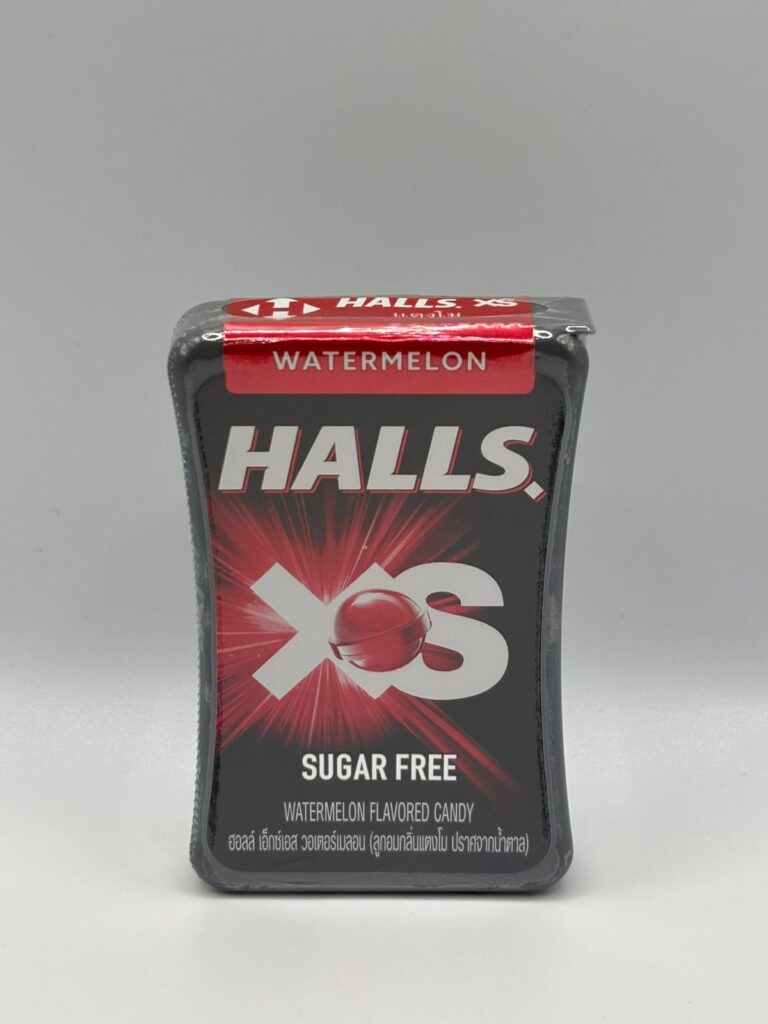 HALLS. XS
WATERMELON
HALLS.
XS
SUGAR FREE
WATERMELON FLAVORED CANDY
ฮอลล์ เอ็กซ์เอส วอเตอร์เมลอน (ลูกอมกลิ่นแตงโม ปราศจากน้ำตาล)